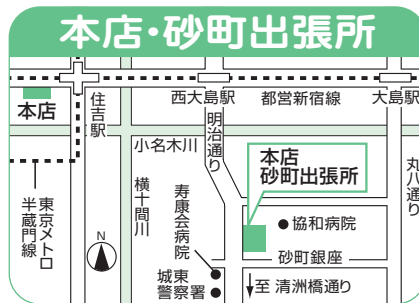 本店・砂町出張所
本店
住吉駅
西大島駅
都営新宿線
大島駅
小名木川
明治通り
丸八通り
本店
砂町出張所
東京メトロ
半蔵門線
横十間川
寿康会病院
協和病院
砂町銀座
N
城東
警察署
至 清洲橋通り